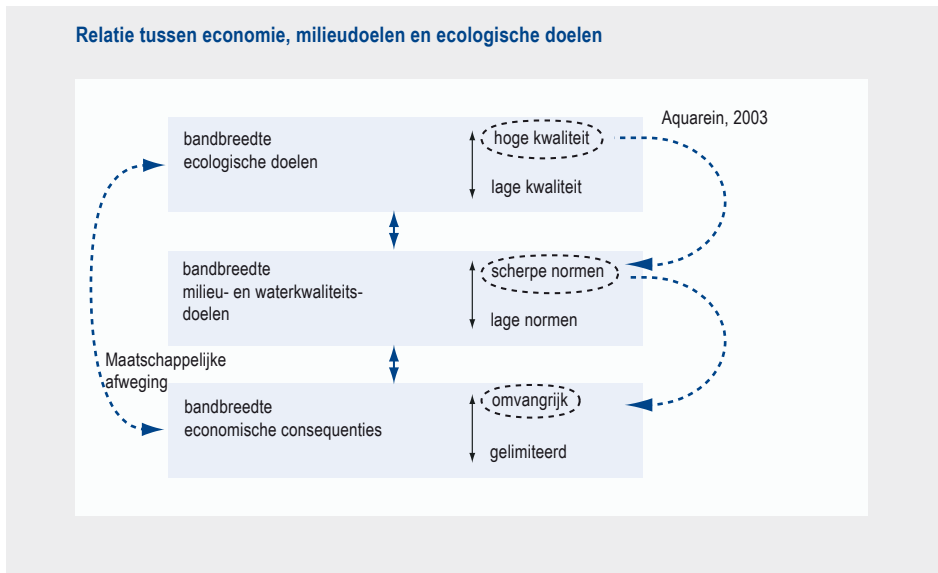 Relatie tussen economie, milieudoelen en ecologische doelen
Aquarein, 2003
bandbreedte
ecologische doelen
hoge kwaliteit
lage kwaliteit
bandbreedte
milieu- en waterkwaliteits-
doelen
scherpe normen
lage normen
Maatschappelijke
afweging
bandbreedte
economische consequenties
omvangrijk
gelimiteerd